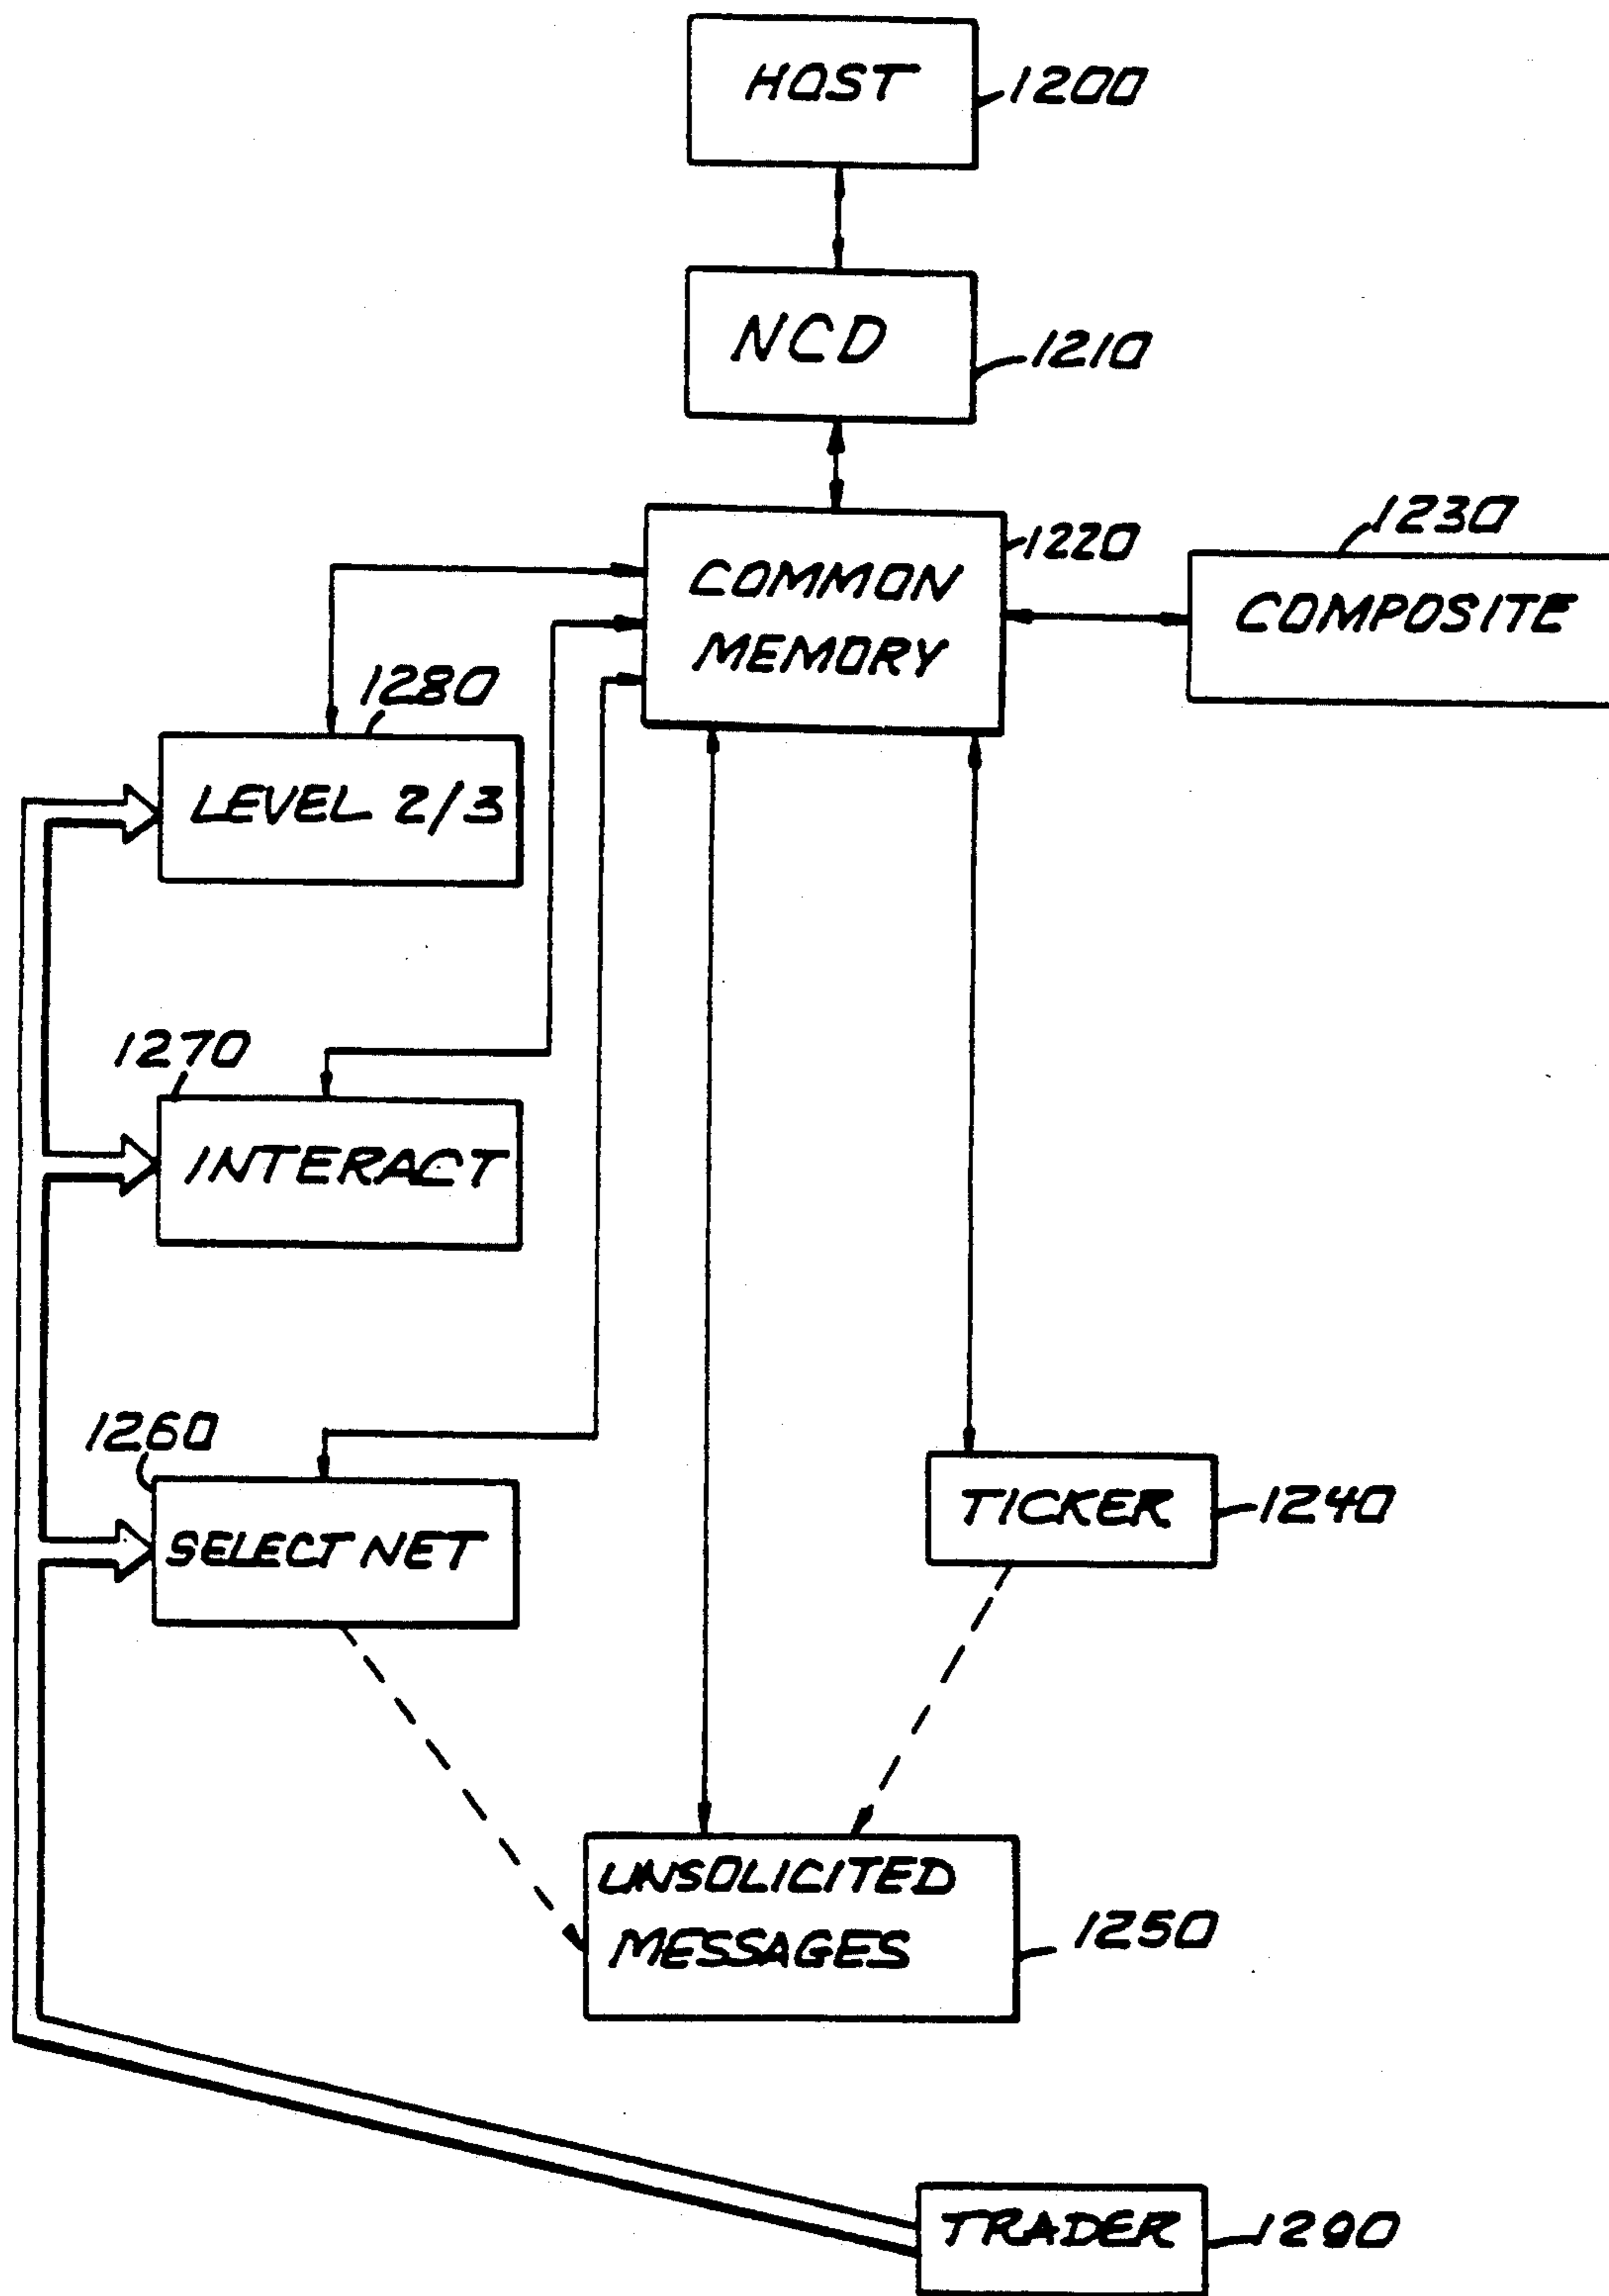 HOST
1200
NCD
1210
COMMON
MEMORY
1220
1230
COMPOSITE
1280
LEVEL 2/3
1270
INTERACT
1260
SELECT NET
TICKER
1240
UNSOLICITED
MESSAGES
1250
TRADER
1290